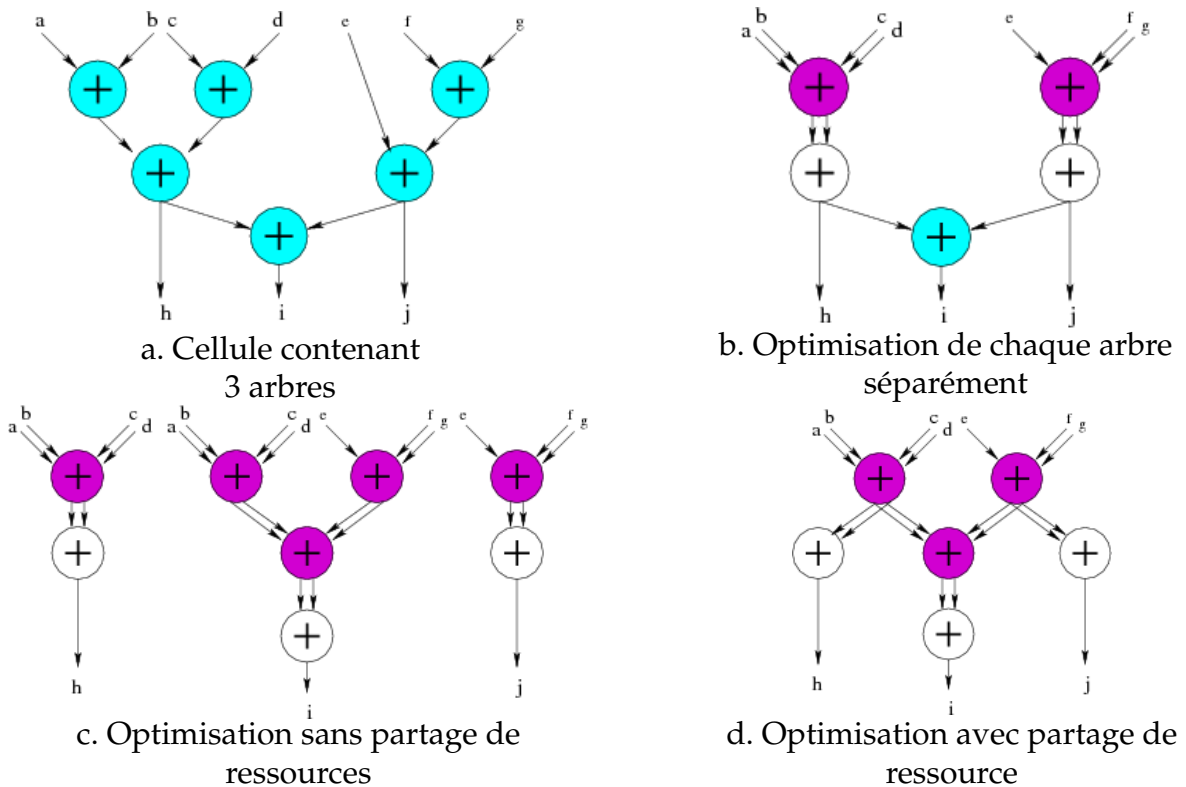 a b c d e f g
b c e f
a d g
+ + + + +
+ + + +
+ + +
h i j
h i j
a. Cellule contenant
3 arbres
b. Optimisation de chaque arbre
séparément
b c b c e f e f
a d a d g g
b c e f
a d g
+ + + + + +
+ + + + + +
+ +
h j h j
i i
c. Optimisation sans partage de
ressources
d. Optimisation avec partage de
ressource